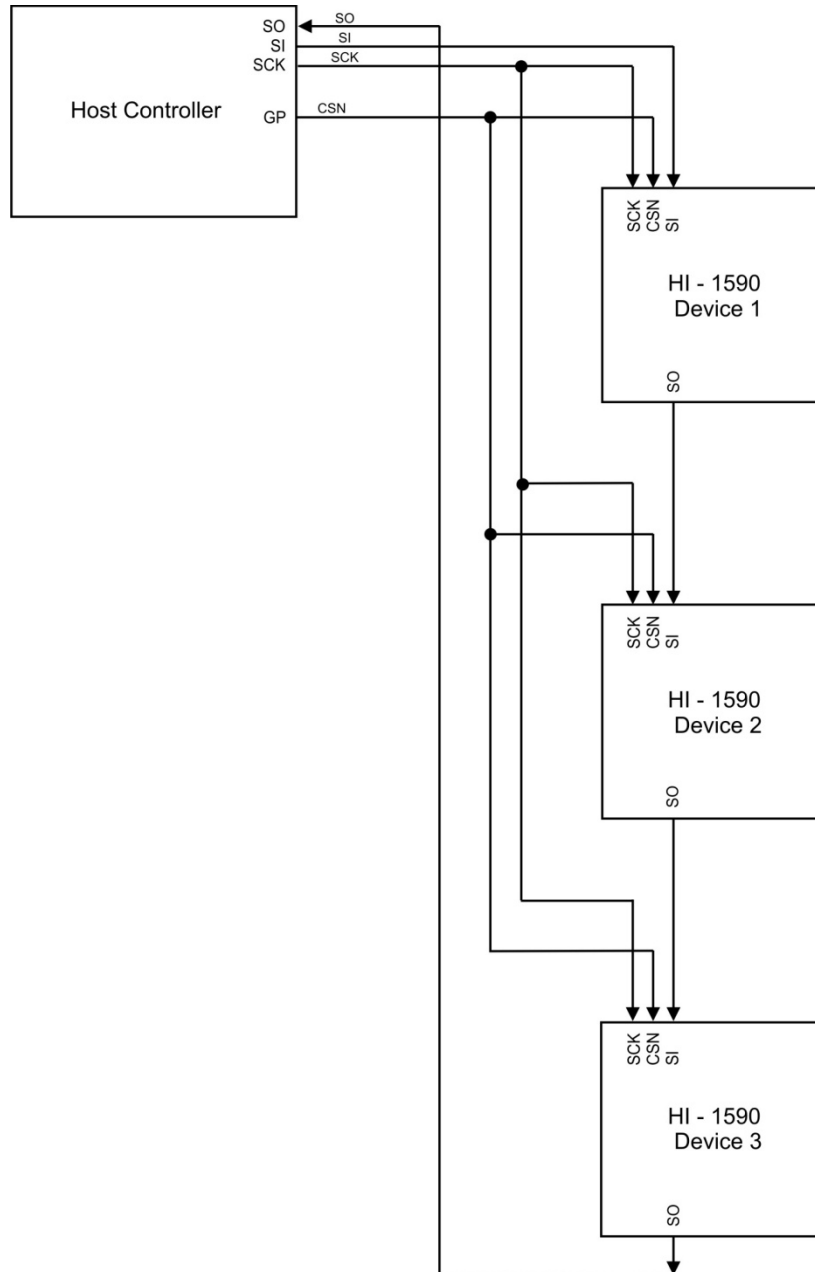 SO
SO
SI
SI
SCK
SCK
Host Controller
GP
CSN
SCK
CSN
SI
HI - 1590
Device 1
SO
SCK
CSN
SI
HI - 1590
Device 2
SO
SCK
CSN
SI
HI - 1590
Device 3
SO